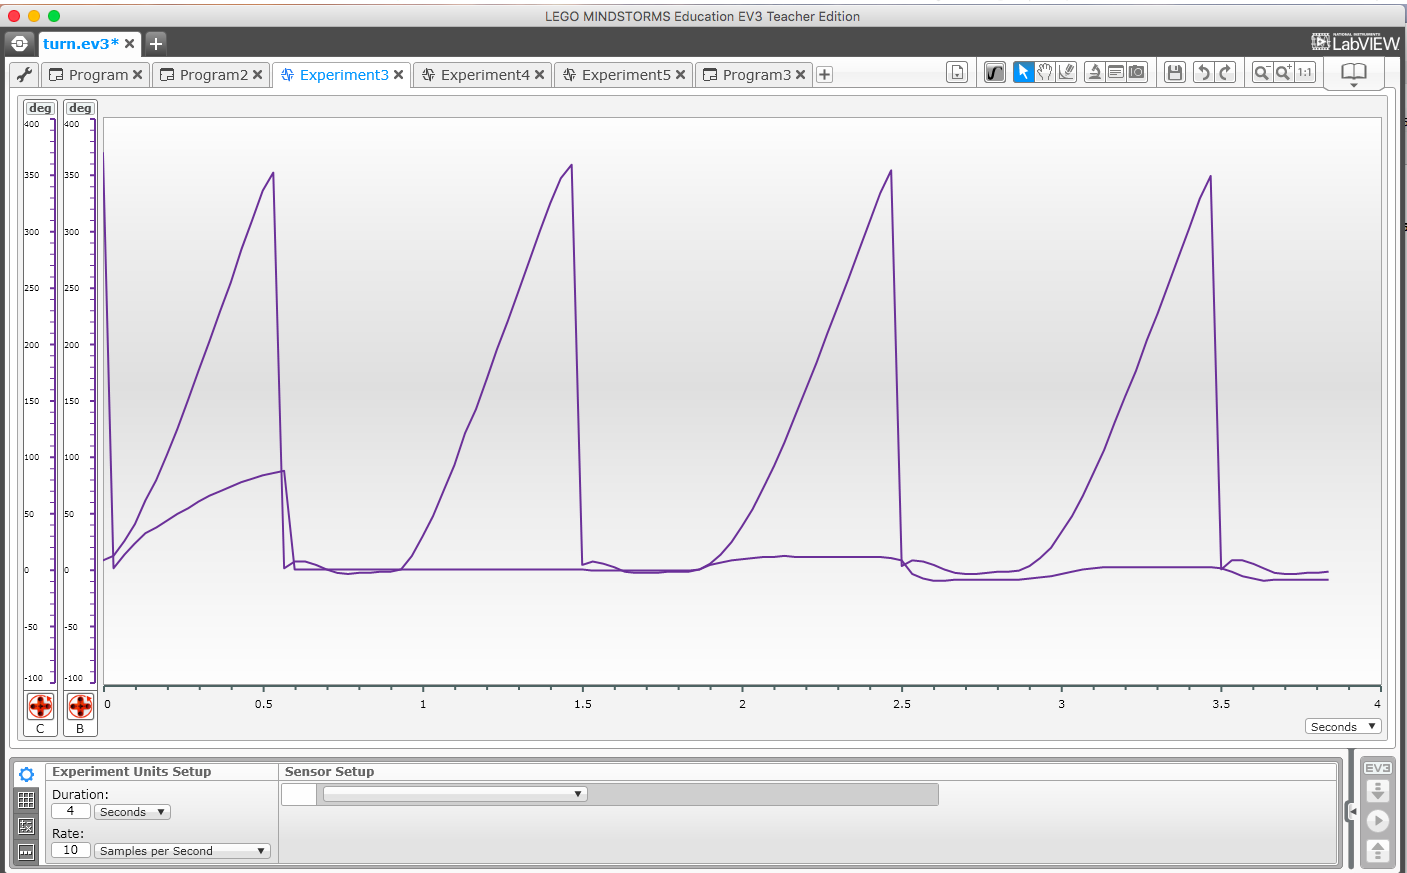 LEGO MINDSTORMS Education EV3 Teacher Edition
turn.ev3*
NATIONAL INSTRUMENTS
LabVIEW
Program Program2 Experiment3 Experiment4 Experiment5 Program3
1:1
deg deg
400 400
350 350
300 300
250 250
200 200
150 150
100 100
50 50
0 0
-50 -50
-100 -100
C B
0 0.5 1 1.5 2 2.5 3 3.5 4
Seconds
Experiment Units Setup
Duration:
4 Seconds
Rate:
10 Samples per Second
Sensor Setup
EV3